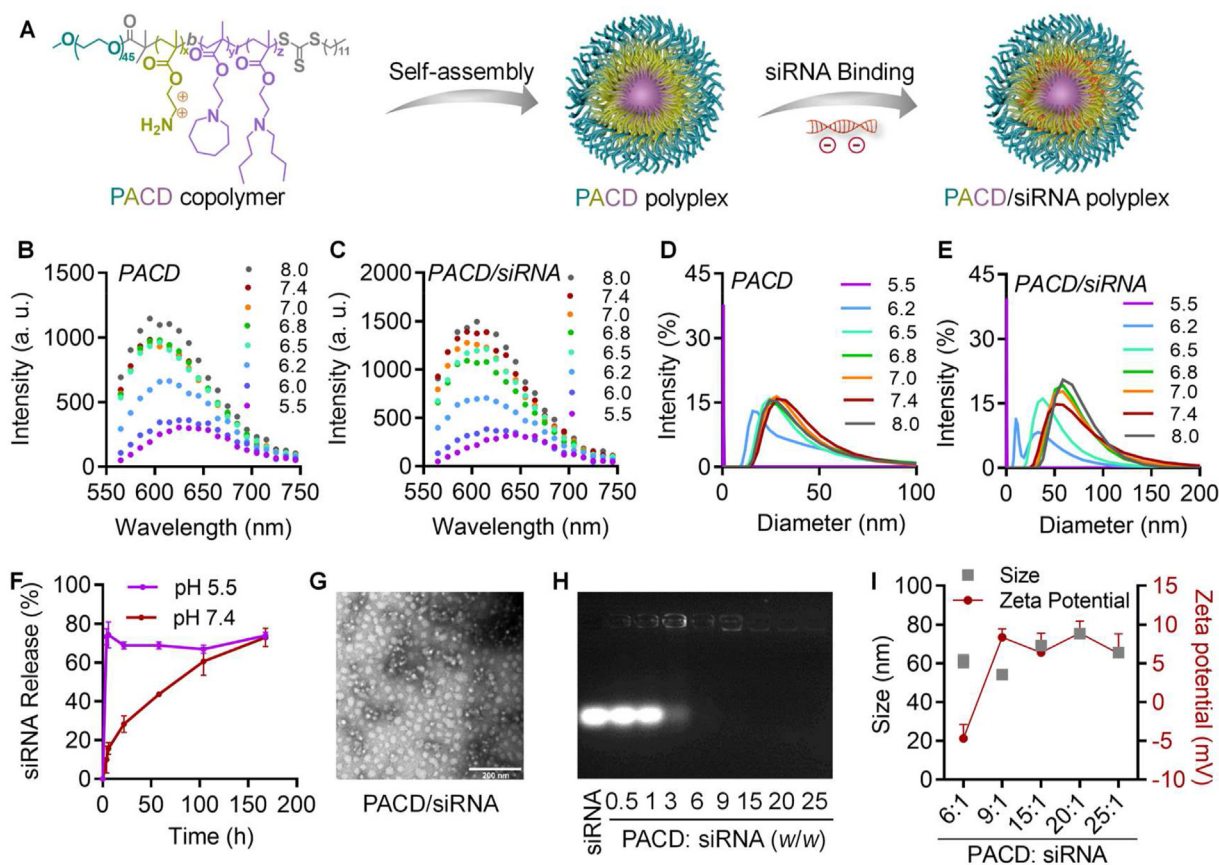 A
O
O
45
O
b
x
y
z
S
S
S
11
O
O
O
O
O
O
H₂N
⊕
⊕
N
N
Self-assembly
siRNA Binding
PACD copolymer
PACD polyplex
PACD/siRNA polyplex
B
PACD
1500
1000
500
0
550 600 650 700 750
Intensity (a. u.)
Wavelength (nm)
8.0
7.4
7.0
6.8
6.5
6.2
6.0
5.5
C
PACD/siRNA
2000
1500
1000
500
0
550 600 650 700 750
Intensity (a. u.)
Wavelength (nm)
8.0
7.4
7.0
6.8
6.5
6.2
6.0
5.5
D
PACD
45
30
15
0
0 50 100
Intensity (%)
Diameter (nm)
5.5
6.2
6.5
6.8
7.0
7.4
8.0
E
PACD/siRNA
45
30
15
0
0 50 100 150 200
Intensity (%)
Diameter (nm)
5.5
6.2
6.5
6.8
7.0
7.4
8.0
F
pH 5.5
pH 7.4
100
80
60
40
20
0
0 50 100 150 200
siRNA Release (%)
Time (h)
G
200 nm
PACD/siRNA
H
siRNA
0.5 1 3 6 9 15 20 25
PACD: siRNA (w/w)
I
Size
Zeta Potential
100
80
60
40
20
0
Size (nm)
15
10
5
0
-5
-10
Zeta potential (mV)
6:1 9:1 15:1 20:1 25:1
PACD: siRNA